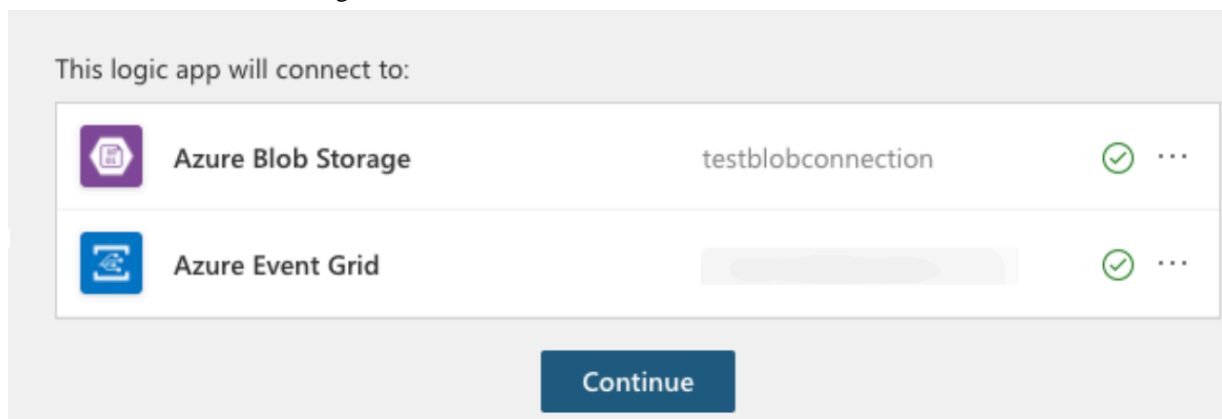 This logic app will connect to:
Azure Blob Storage testblobconnection ...
Azure Event Grid ...
Continue